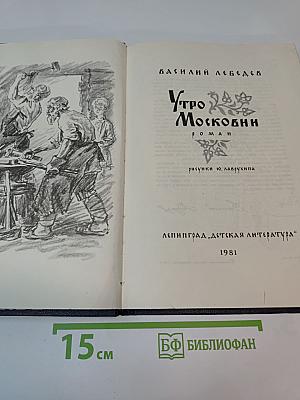 ВАСИЛИЙ ЛЕБЕДЕВ
Утро
Московии
роман
рисунки Ю. Лаврухина
ЛЕНИНГРАД „ДЕТСКАЯ ЛИТЕРАТУРА"
1981
15 см
БФ БИБЛИОФАН